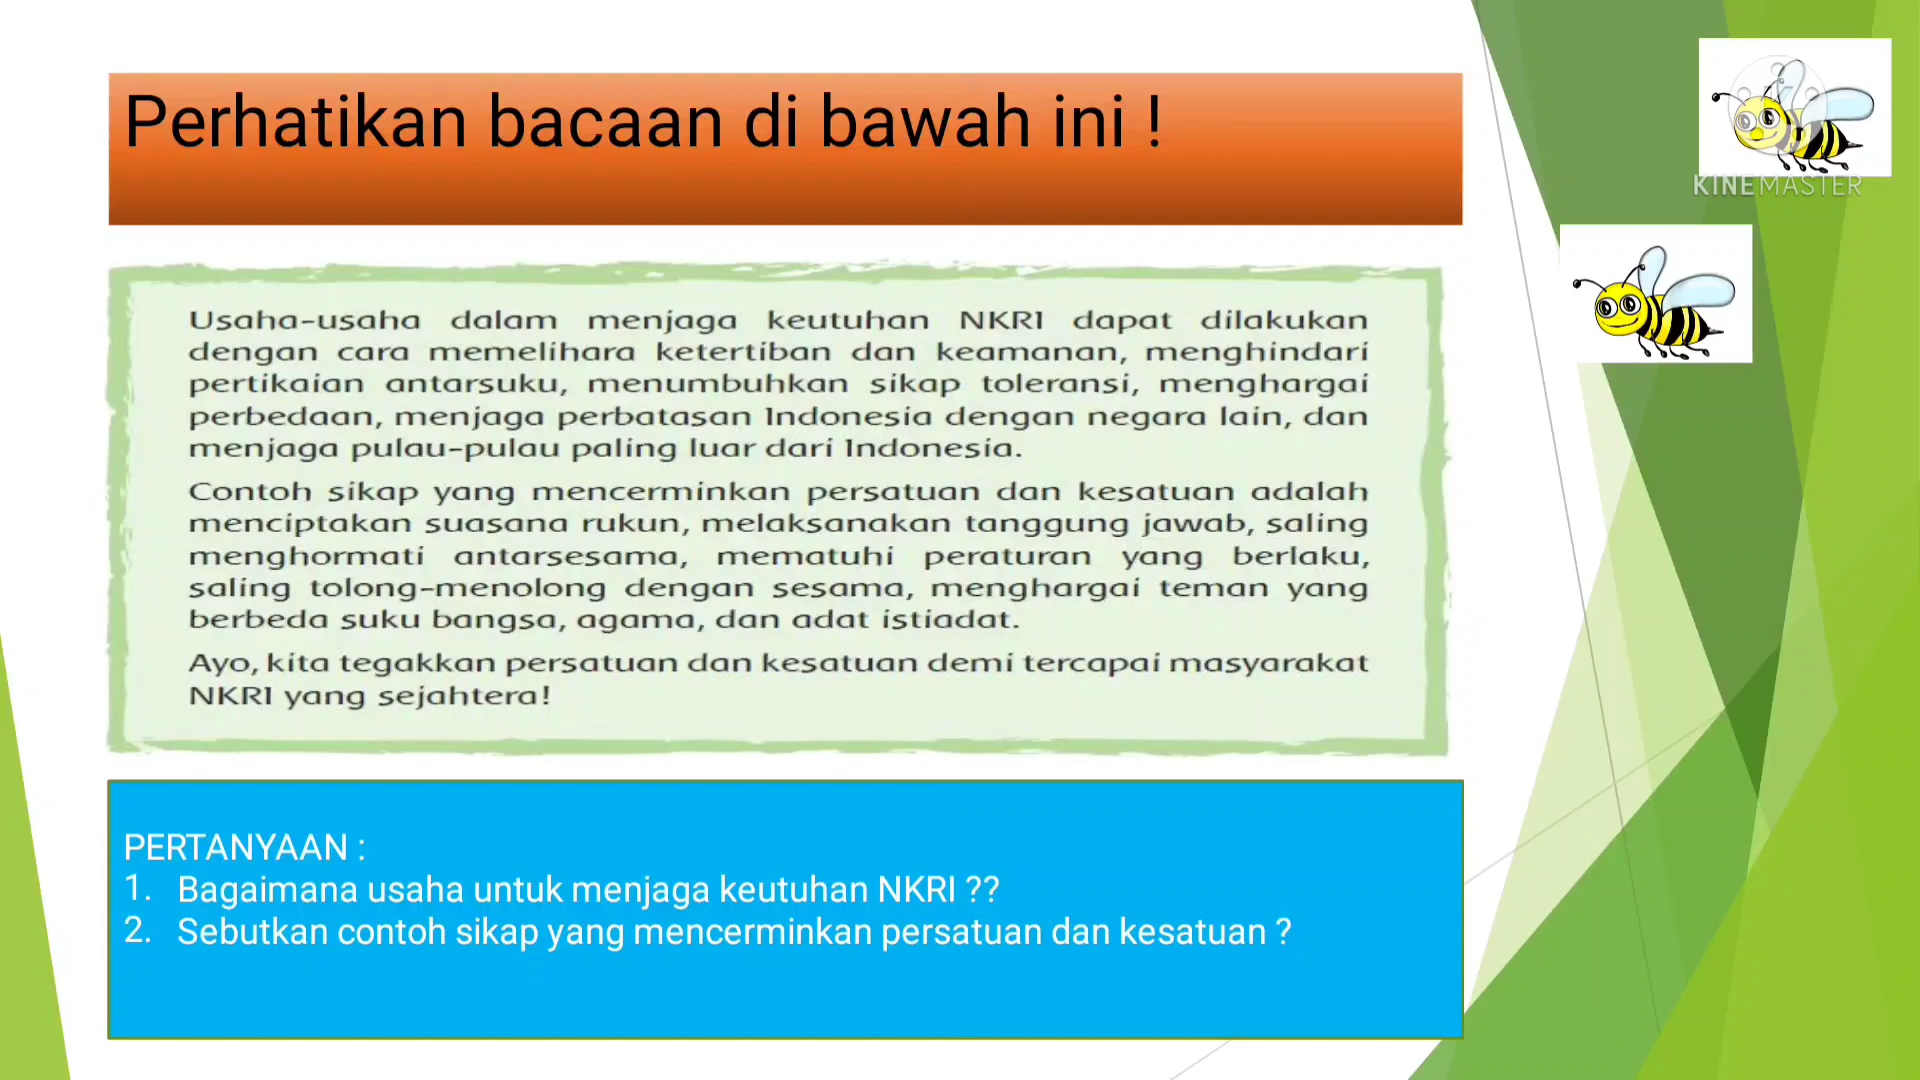 Perhatikan bacaan di bawah ini !
KINEMASTER
Usaha-usaha dalam menjaga keutuhan NKRI dapat dilakukan
dengan cara memelihara ketertiban dan keamanan, menghindari
pertikaian antarsuku, menumbuhkan sikap toleransi, menghargai
perbedaan, menjaga perbatasan Indonesia dengan negara lain, dan
menjaga pulau-pulau paling luar dari Indonesia.
Contoh sikap yang mencerminkan persatuan dan kesatuan adalah
menciptakan suasana rukun, melaksanakan tanggung jawab, saling
menghormati antarsesama, mematuhi peraturan yang berlaku,
saling tolong-menolong dengan sesama, menghargai teman yang
berbeda suku bangsa, agama, dan adat istiadat.
Ayo, kita tegakkan persatuan dan kesatuan demi tercapai masyarakat
NKRI yang sejahtera!
PERTANYAAN :
1. Bagaimana usaha untuk menjaga keutuhan NKRI ??
2. Sebutkan contoh sikap yang mencerminkan persatuan dan kesatuan ?